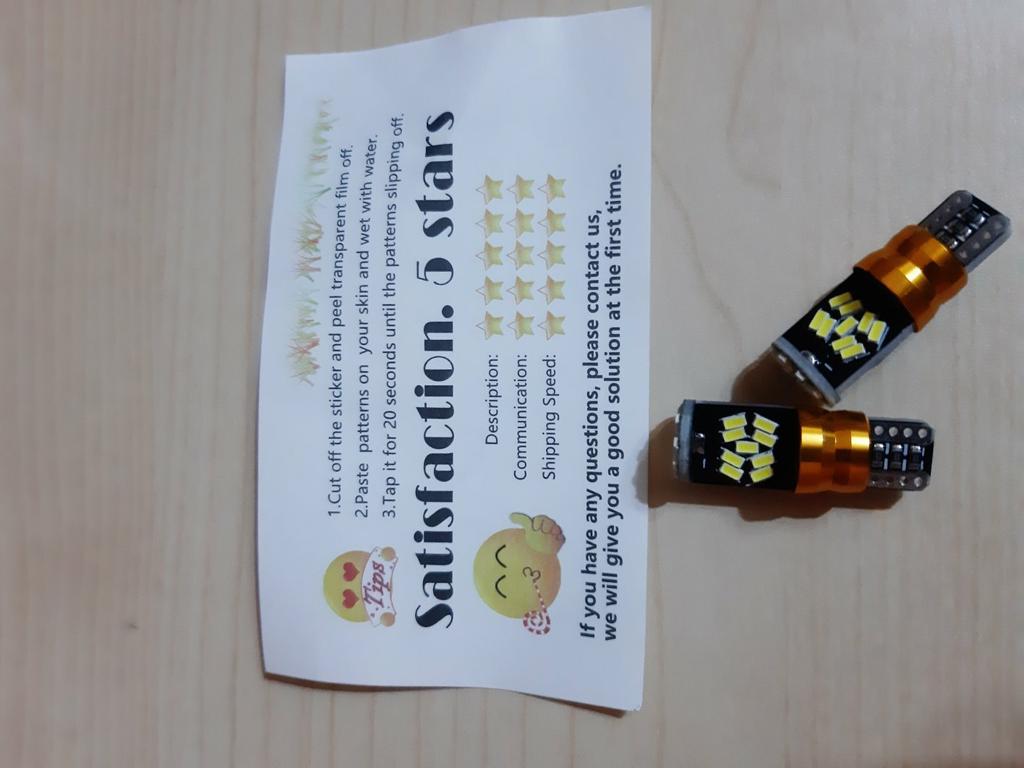 1.Cut off the sticker and peel transparent film off.
2.Paste patterns on your skin and wet with water.
3.Tap it for 20 seconds until the patterns slipping off.
Tips
Satisfaction. 5 stars
Description:
Communication:
Shipping Speed:
If you have any questions, please contact us,
we will give you a good solution at the first time.